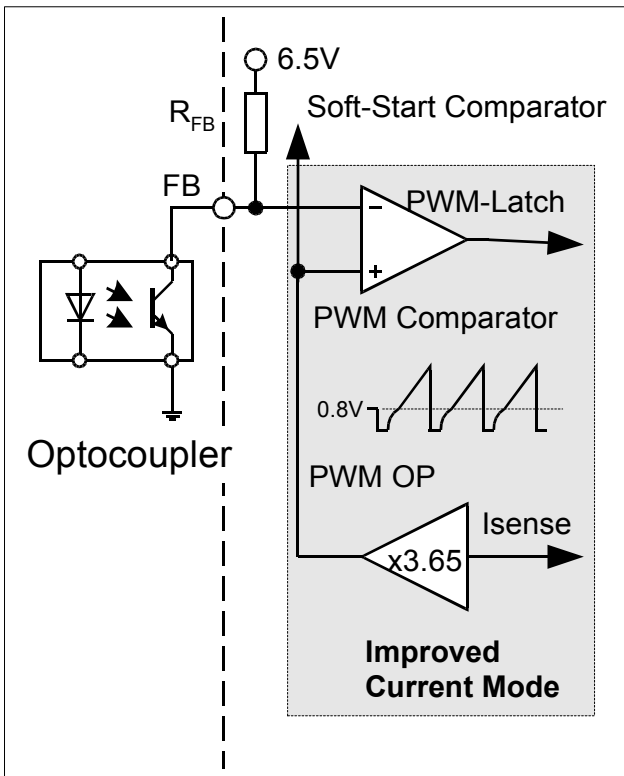 6.5V
RFB
Soft-Start Comparator
FB
PWM-Latch
PWM Comparator
0.8V
Optocoupler
PWM OP
Isense
x3.65
Improved
Current Mode